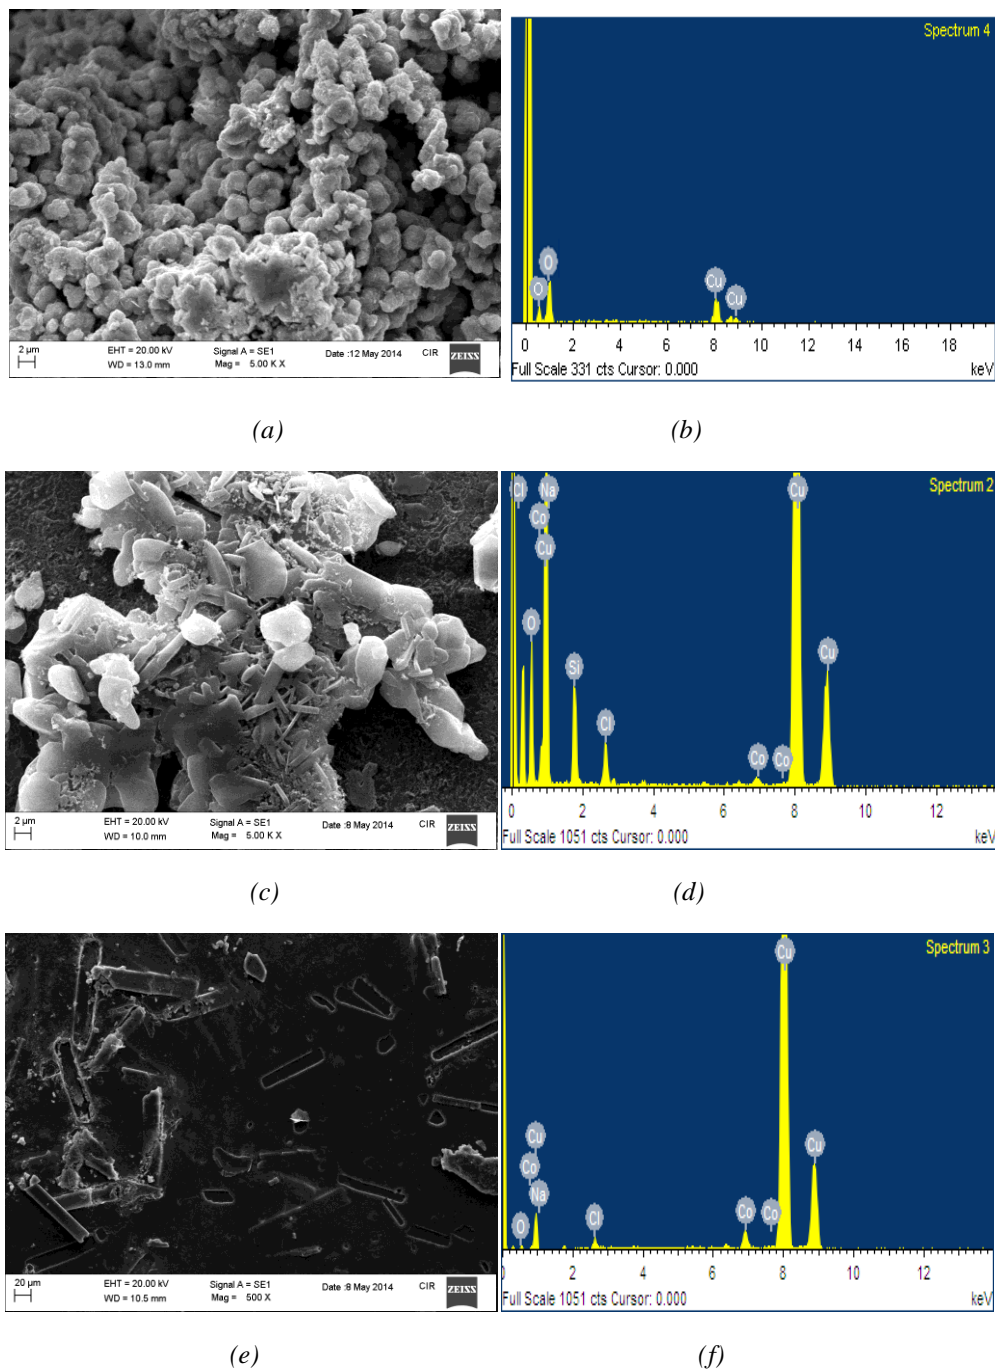 Spectrum 4
O
O
Cu
Cu
0 2 4 6 8 10 12 14 16 18
Full Scale 331 cts Cursor: 0.000 keV
2 µm
EHT = 20.00 kV
WD = 13.0 mm
Signal A = SE1
Mag = 5.00 K X
Date :12 May 2014
CIR
ZEISS
(a) (b)
Spectrum 2
Cl
Na
Co
Cu
O
Si
Cl
Co
Co
Cu
Cu
0 2 4 6 8 10 12
Full Scale 1051 cts Cursor: 0.000 keV
2 µm
EHT = 20.00 kV
WD = 10.0 mm
Signal A = SE1
Mag = 5.00 K X
Date :8 May 2014
CIR
ZEISS
(c) (d)
Spectrum 3
Cu
Co
Na
O
Cl
Co
Co
Cu
Cu
0 2 4 6 8 10 12
Full Scale 1051 cts Cursor: 0.000 keV
20 µm
EHT = 20.00 kV
WD = 10.5 mm
Signal A = SE1
Mag = 500 X
Date :8 May 2014
CIR
ZEISS
(e) (f)